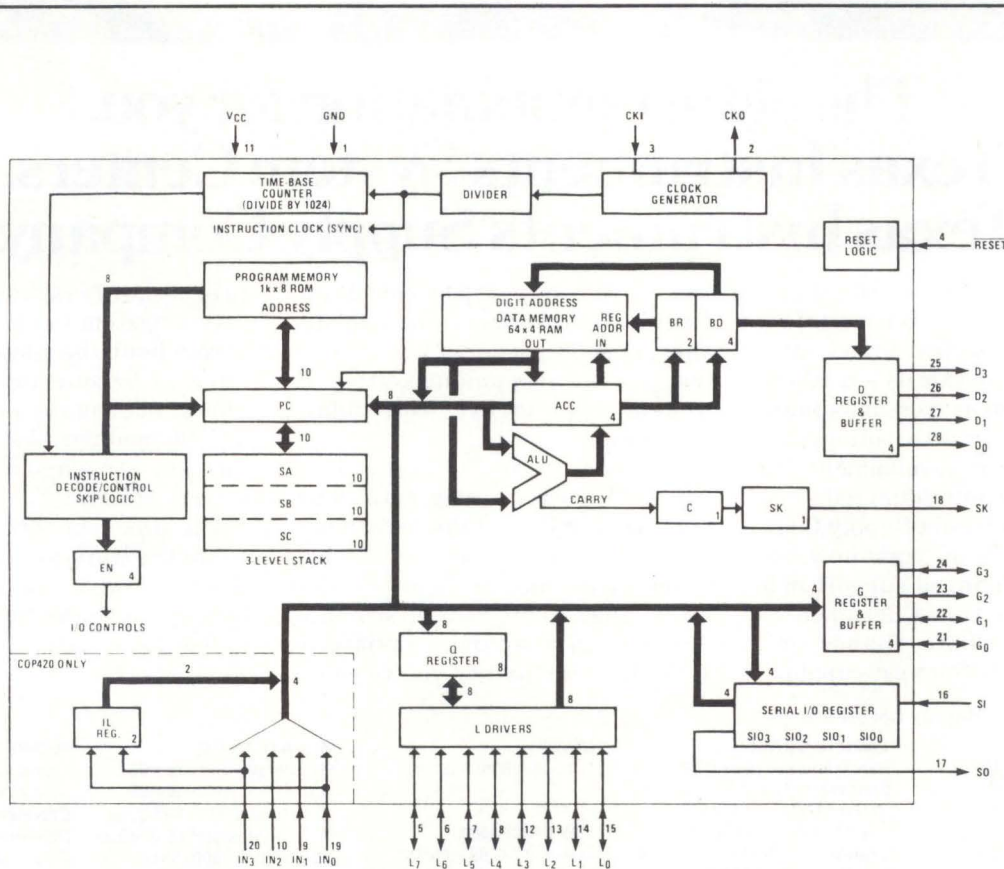 VCC
GND
CKI
CKO
11
1
3
2
TIME-BASE
COUNTER
(DIVIDE BY 1024)
DIVIDER
CLOCK
GENERATOR
INSTRUCTION CLOCK (SYNC)
RESET
LOGIC
4
RESET
8
PROGRAM MEMORY
1k x 8 ROM
ADDRESS
DIGIT ADDRESS
DATA MEMORY
64 x 4 RAM
OUT
REG
ADDR
IN
BR
2
BD
4
10
PC
8
ACC
4
D
REGISTER
&
BUFFER
4
25 D3
26 D2
27 D1
28 D0
10
INSTRUCTION
DECODE/CONTROL
SKIP LOGIC
SA
10
SB
10
SC
10
3-LEVEL STACK
ALU
CARRY
C
1
SK
1
18 SK
EN
4
I/O CONTROLS
4
G
REGISTER
&
BUFFER
4
24 G3
23 G2
22 G1
21 G0
COP420 ONLY
2
4
IL
REG.
2
8
Q
REGISTER
8
8
8
L DRIVERS
4
4
SERIAL I/O REGISTER
SIO3 SIO2 SIO1 SIO0
16 SI
17 SO
20 10 9 19
IN3 IN2 IN1 IN0
5 6 7 8 12 13 14 15
L7 L6 L5 L4 L3 L2 L1 L0